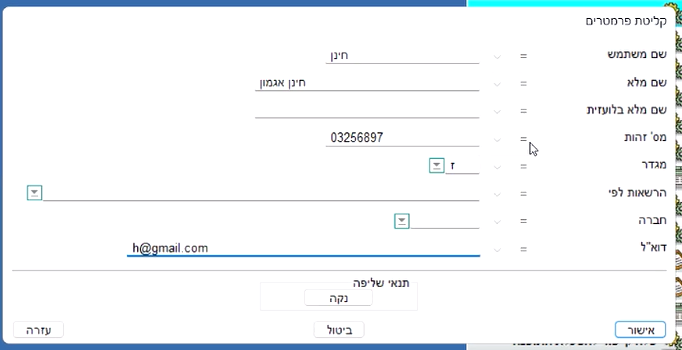 קליטת פרמטרים
שם משתמש = חינן
שם מלא = חינן אגמון
שם מלא בלועזית =
מס' זהות = 03256897
מגדר = ז
הרשאות לפי =
חברה =
דוא"ל = h@gmail.com
תנאי שליפה
נקה
אישור ביטול עזרה